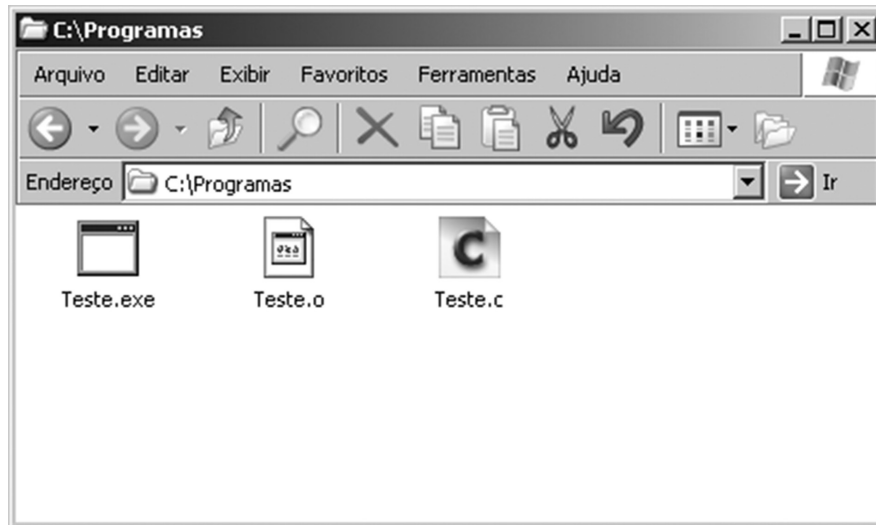 C:\Programas
Arquivo Editar Exibir Favoritos Ferramentas Ajuda
Endereço C:\Programas Ir
Teste.exe Teste.o Teste.c